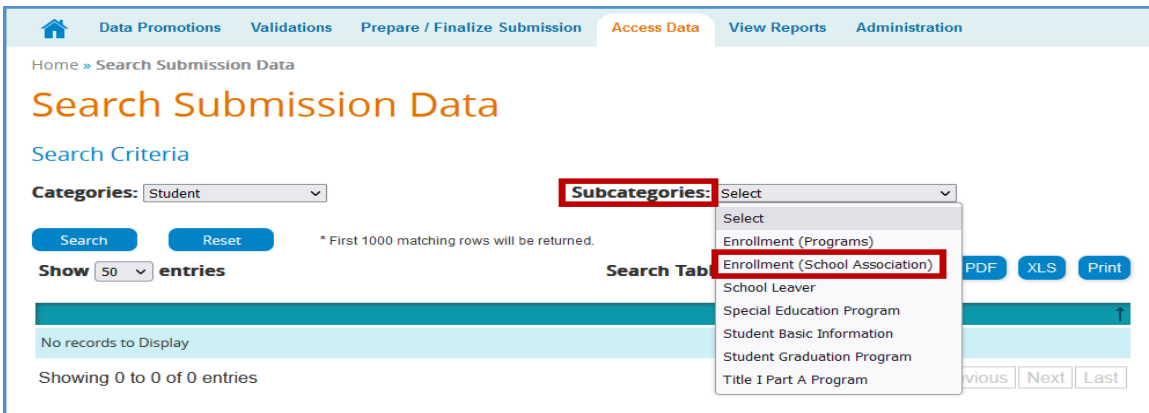 Data Promotions Validations Prepare / Finalize Submission Access Data View Reports Administration
Home » Search Submission Data
Search Submission Data
Search Criteria
Categories: Student Subcategories: Select
Select
Enrollment (Programs)
Enrollment (School Association)
School Leaver
Special Education Program
Student Basic Information
Student Graduation Program
Title I Part A Program
Search Reset * First 1000 matching rows will be returned.
Show 50 entries Search Tabl PDF XLS Print
No records to Display
Showing 0 to 0 of 0 entries vious Next Last